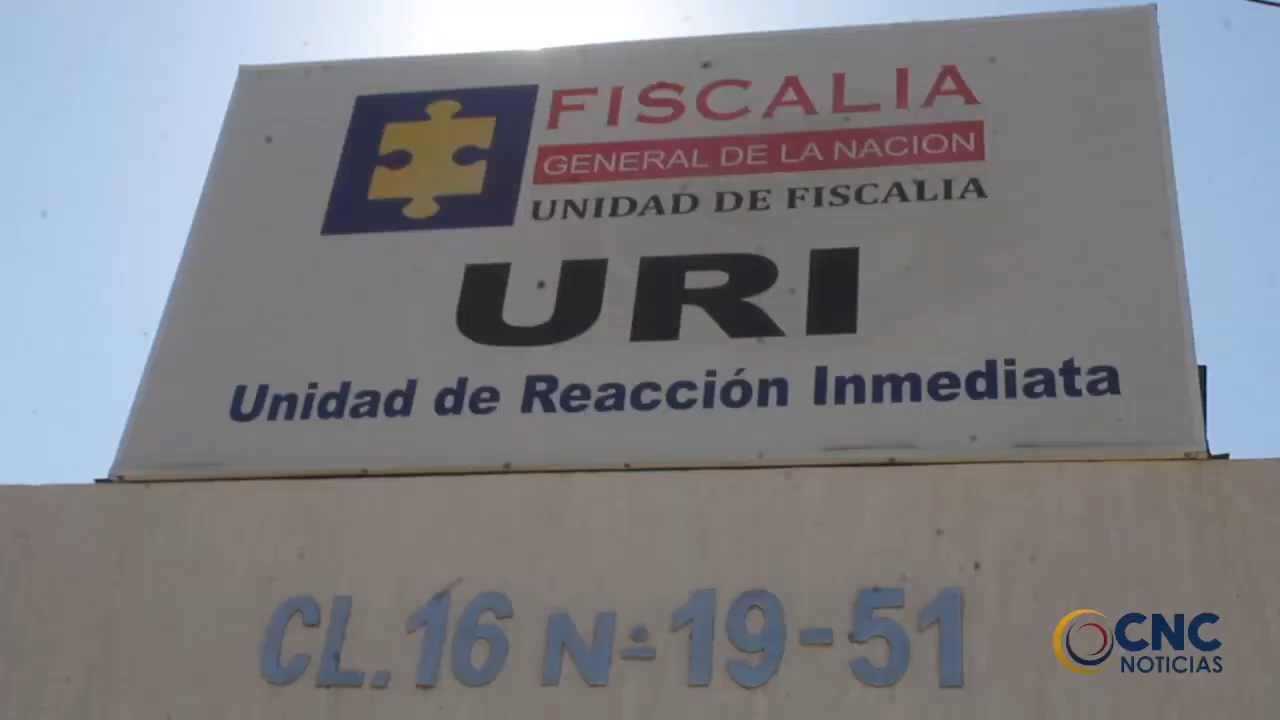 FISCALIA
GENERAL DE LA NACION
UNIDAD DE FISCALIA
URI
Unidad de Reacción Inmediata
CL.16 Nº 19-51
CNC
NOTICIAS